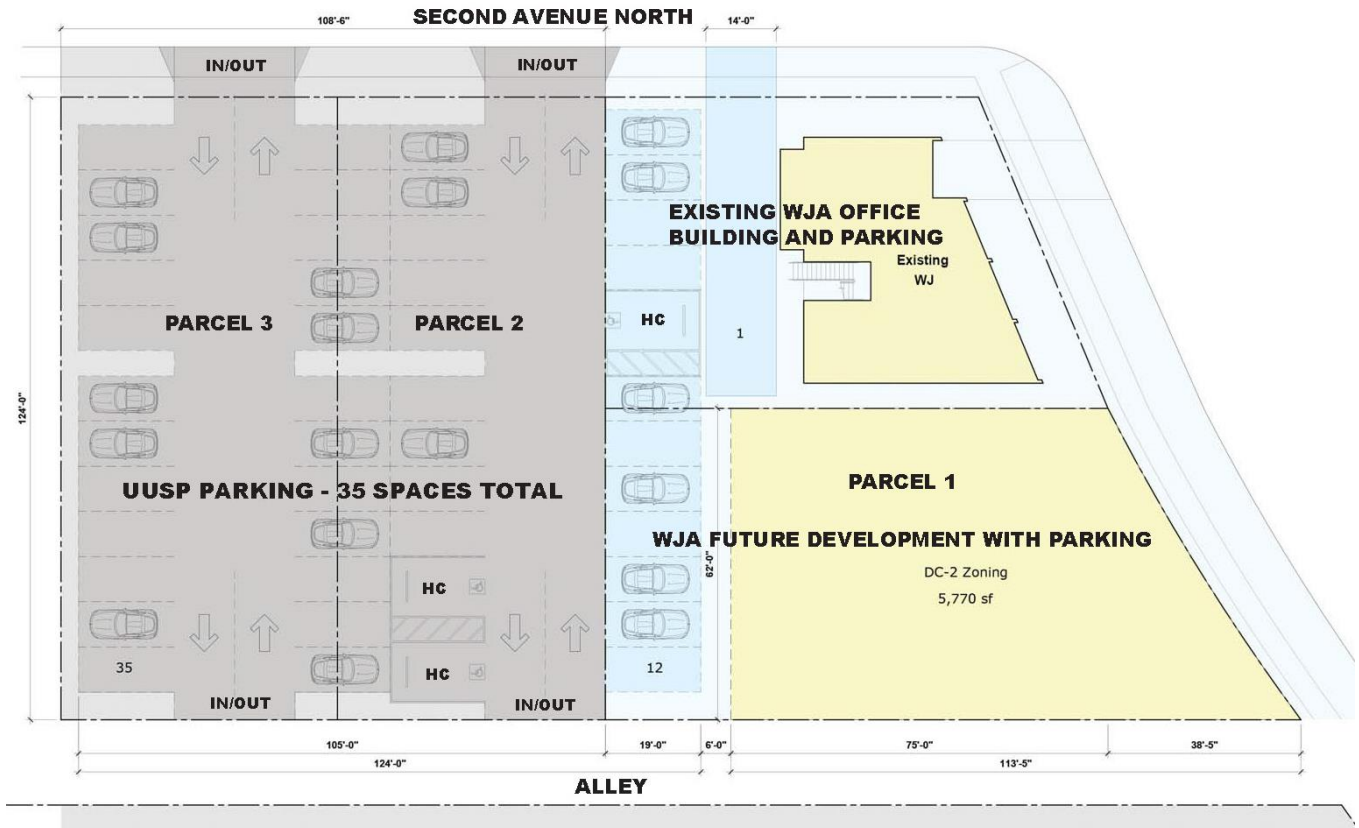 SECOND AVENUE NORTH
108'-6"
14'-0"
IN/OUT
IN/OUT
EXISTING WJA OFFICE
BUILDING AND PARKING
Existing
WJ
PARCEL 3
PARCEL 2
HC
1
124'-0"
UUSP PARKING - 35 SPACES TOTAL
PARCEL 1
WJA FUTURE DEVELOPMENT WITH PARKING
62'-0"
DC-2 Zoning
5,770 sf
HC
35
HC
12
IN/OUT
IN/OUT
105'-0"
19'-0"
6'-0"
75'-0"
38'-5"
124'-0"
113'-5"
ALLEY